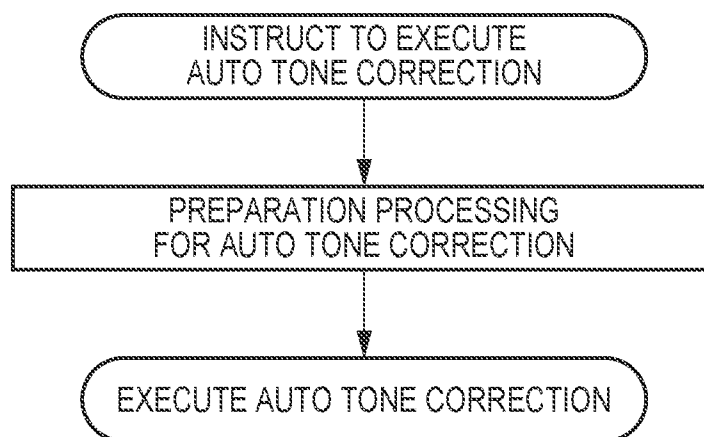 INSTRUCT TO EXECUTE
AUTO TONE CORRECTION
PREPARATION PROCESSING
FOR AUTO TONE CORRECTION
EXECUTE AUTO TONE CORRECTION